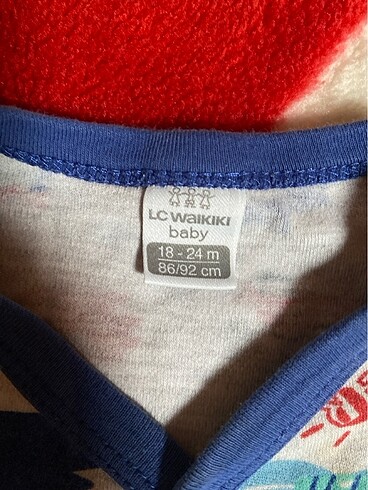 LC WAIKIKI
baby
18 - 24 m
86/92 cm